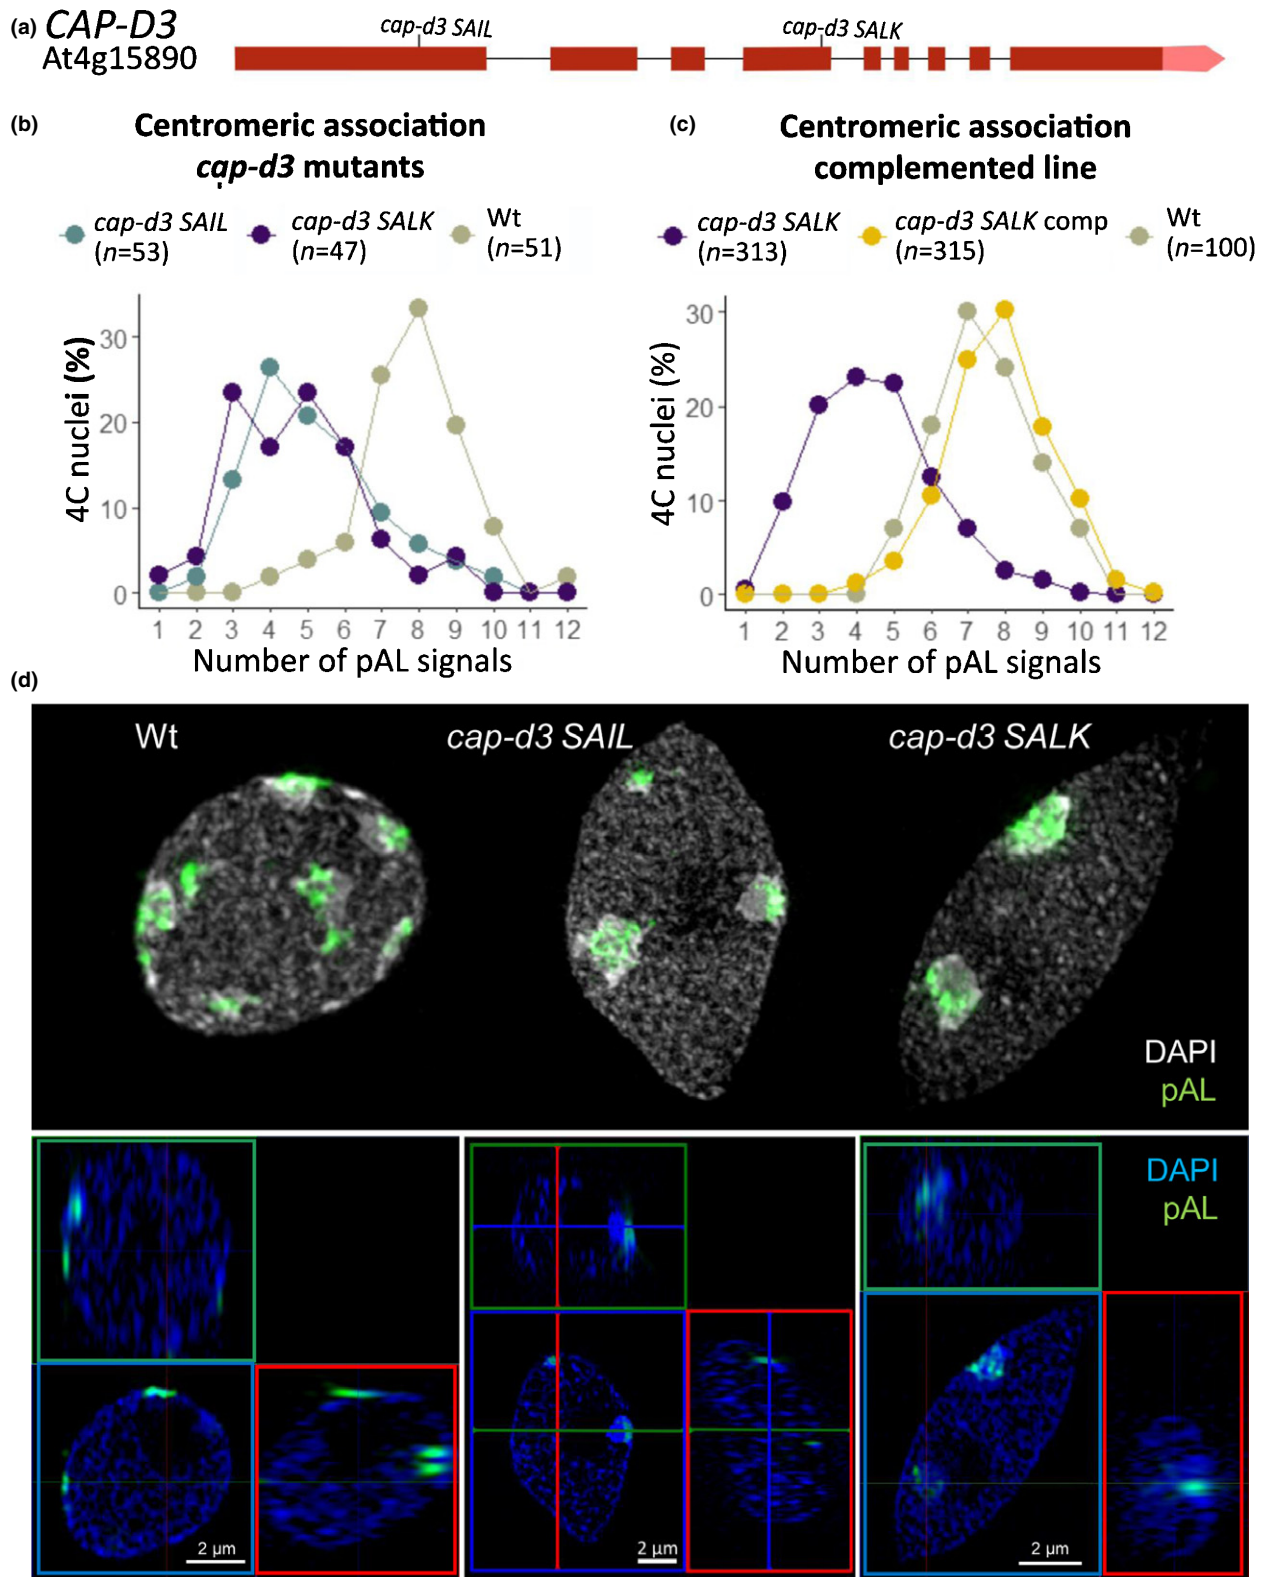 (a) CAP-D3
At4g15890
cap-d3 SAIL
cap-d3 SALK
(b) Centromeric association
cap-d3 mutants
cap-d3 SAIL
(n=53)
cap-d3 SALK
(n=47)
Wt
(n=51)
4C nuclei (%)
30
20
10
0
1 2 3 4 5 6 7 8 9 10 11 12
Number of pAL signals
(c) Centromeric association
complemented line
cap-d3 SALK
(n=313)
cap-d3 SALK comp
(n=315)
Wt
(n=100)
4C nuclei (%)
30
20
10
0
1 2 3 4 5 6 7 8 9 10 11 12
Number of pAL signals
(d)
Wt
cap-d3 SAIL
cap-d3 SALK
DAPI
pAL
DAPI
pAL
2 µm
2 µm
2 µm